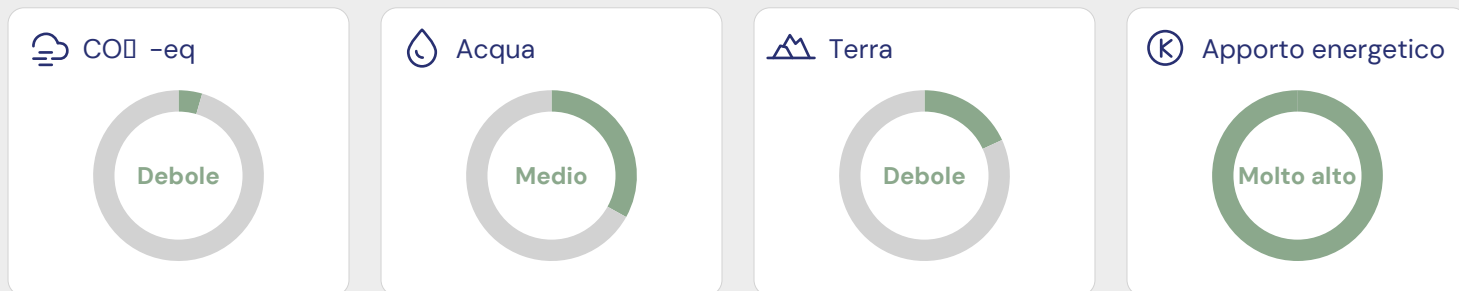 CO▯ -eq
Acqua
Terra
Apporto energetico
Debole
Medio
Debole
Molto alto